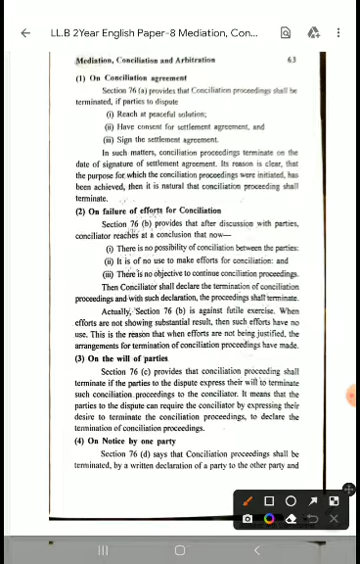 LL.B 2Year English Paper-8 Mediation, Con...
Mediation, Conciliation and Arbitration 63
(1) On Conciliation agreement
Section 76 (a) provides that Conciliation proceedings shall be
terminated, if parties to dispute
(i) Reach at peaceful solution;
(ii) Have consent for settlement agreement, and
(iii) Sign the settlement agreement.
In such matters, conciliation proceedings terminate on the
date of signature of settlement agreement. Its reason is clear, that
the purpose for which the conciliation proceedings were initiated, has
been achieved, then it is natural that conciliation proceeding shall
terminate.
(2) On failure of efforts for Conciliation
Section 76 (b) provides that after discussion with parties,
conciliator reaches at a conclusion that now—
(i) There is no possibility of conciliation between the parties:
(ii) It is of no use to make efforts for conciliation: and
(iii) There is no objective to continue conciliation proceedings.
Then Conciliator shall declare the termination of conciliation
proceedings and with such declaration, the proceedings shall terminate.
Actually, Section 76 (b) is against futile exercise. When
efforts are not showing substantial result, then such efforts have no
use. This is the reason that when efforts are not being justified, the
arrangements for termination of conciliation proceedings have made.
(3) On the will of parties
Section 76 (c) provides that conciliation proceeding shall
terminate if the parties to the dispute express their will to terminate
such conciliation proceedings to the conciliator. It means that the
parties to the dispute can require the conciliator by expressing their
desire to terminate the conciliation proceedings, to declare the
termination of conciliation proceedings.
(4) On Notice by one party
Section 76 (d) says that Conciliation proceedings shall be
terminated, by a written declaration of a party to the other party and